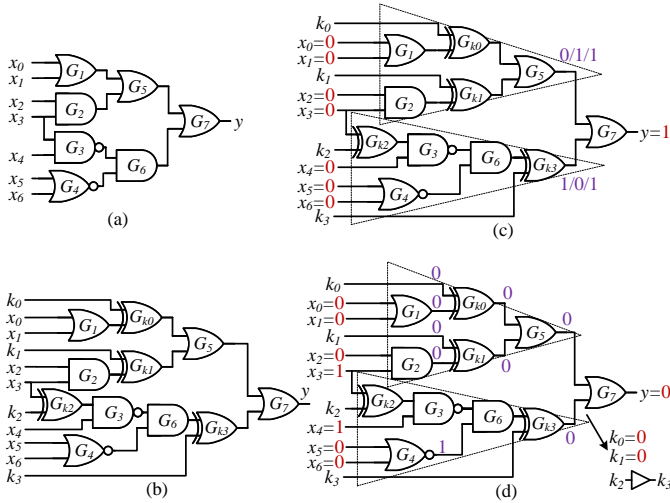 x0
x1
x2
x3
x4
x5
x6
G1
G2
G3
G4
G5
G6
G7
y
(a)
k0
x0
x1
k1
x2
x3
k2
x4
x5
x6
k3
G1
Gk0
G2
Gk1
G5
Gk2
G3
G6
Gk3
G4
G7
y
(b)
k0
x0=0
x1=0
k1
x2=0
x3=0
k2
x4=0
x5=0
x6=0
k3
G1
Gk0
G2
Gk1
G5
0/1/1
Gk2
G3
G6
Gk3
G4
1/0/1
G7
y=1
(c)
k0
x0=0
x1=0
k1
x2=0
x3=1
k2
x4=1
x5=0
x6=0
k3
0
G1
0
Gk0
0
0
G2
0
Gk1
0
G5
0
Gk2
G3
G6
Gk3
0
G4
1
G7
y=0
k0=0
k1=0
k2 k3
(d)